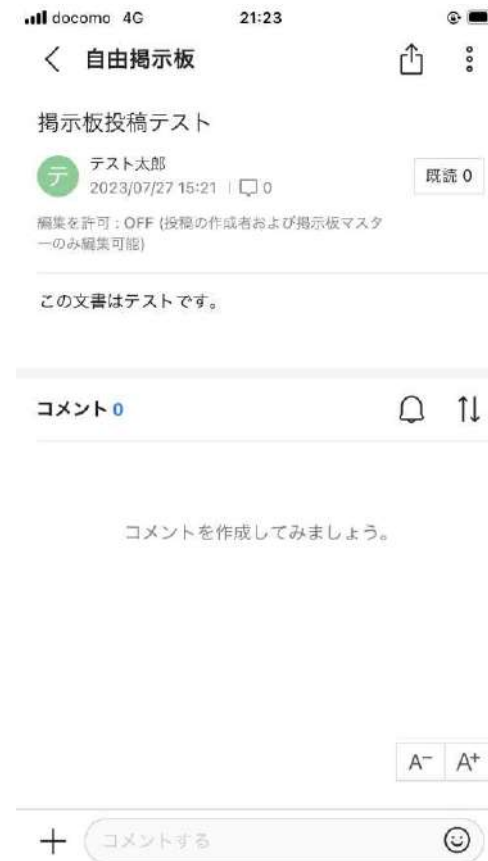 docomo 4G 21:23
自由掲示板
掲示板投稿テスト
テ テスト太郎
2023/07/27 15:21 | 0
既読 0
編集を許可 : OFF (投稿の作成者および掲示板マスタ
ーのみ編集可能)
この文書はテストです。
コメント 0
コメントを作成してみましょう。
A− A+
コメントする